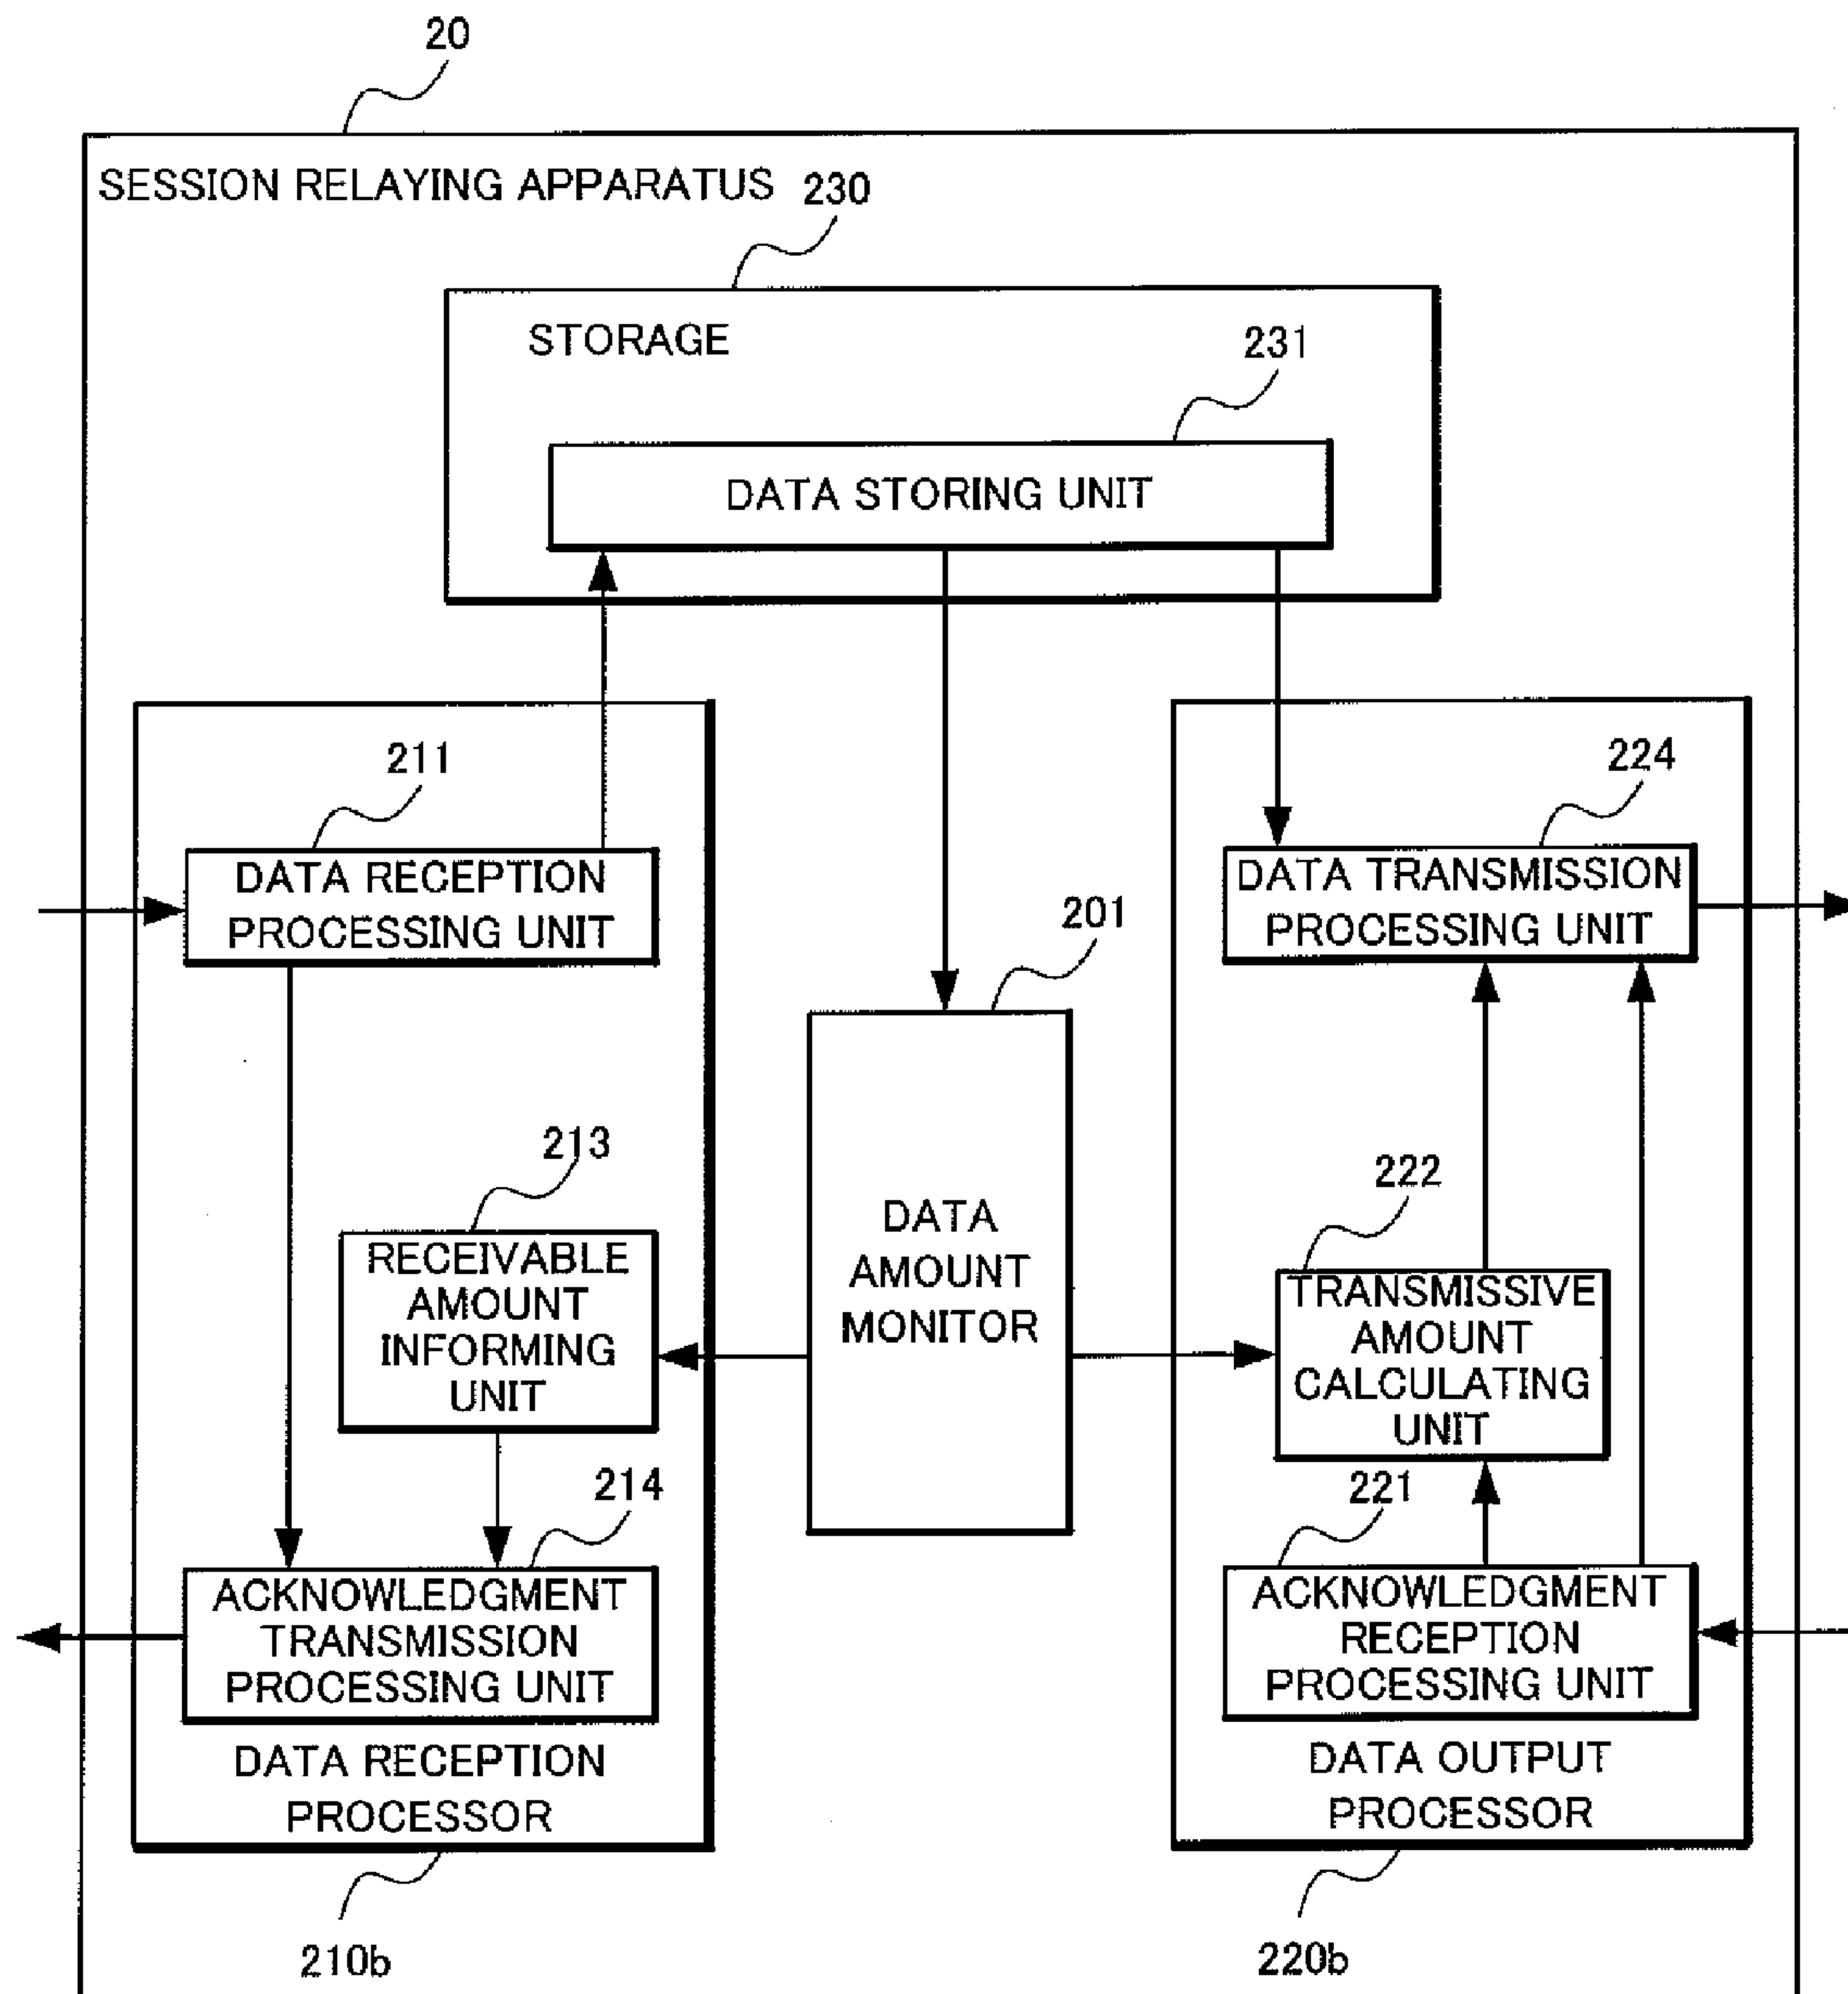 20
SESSION RELAYING APPARATUS
230
STORAGE
231
DATA STORING UNIT
211
DATA RECEPTION
PROCESSING UNIT
224
DATA TRANSMISSION
PROCESSING UNIT
201
DATA
AMOUNT
MONITOR
213
RECEIVABLE
AMOUNT
INFORMING
UNIT
222
TRANSMISSIVE
AMOUNT
CALCULATING
UNIT
214
ACKNOWLEDGMENT
TRANSMISSION
PROCESSING UNIT
221
ACKNOWLEDGMENT
RECEPTION
PROCESSING UNIT
DATA RECEPTION
PROCESSOR
DATA OUTPUT
PROCESSOR
210b
220b